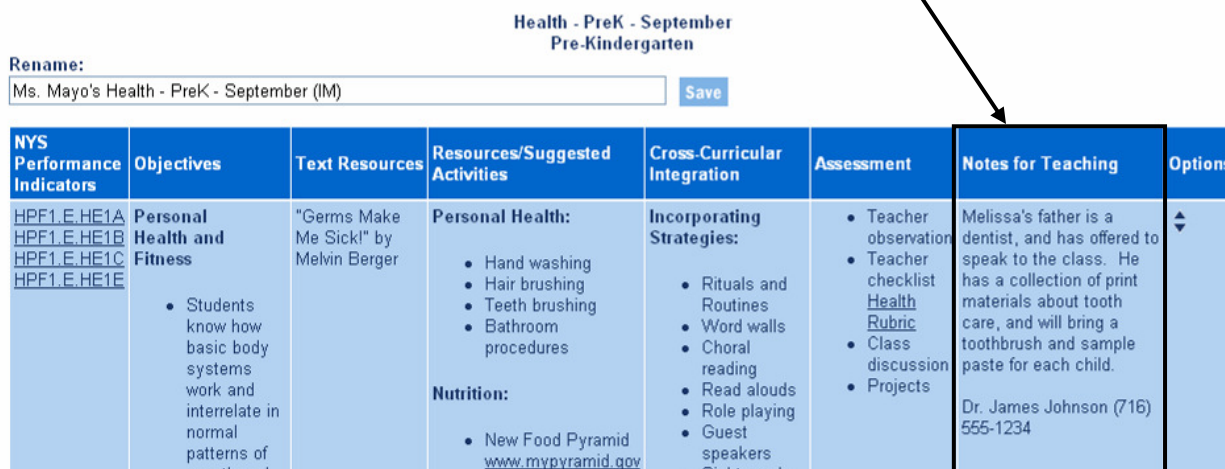 Health - PreK - September
Pre-Kindergarten
Rename:
Ms. Mayo's Health - PreK - September (IM)
Save
NYS
Performance
Indicators
Objectives
Text Resources
Resources/Suggested
Activities
Cross-Curricular
Integration
Assessment
Notes for Teaching
Options
HPF1.E.HE1A
HPF1.E.HE1B
HPF1.E.HE1C
HPF1.E.HE1E
Personal
Health and
Fitness
• Students
know how
basic body
systems
work and
interrelate in
normal
patterns of
"Germs Make
Me Sick!" by
Melvin Berger
Personal Health:
• Hand washing
• Hair brushing
• Teeth brushing
• Bathroom
procedures
Nutrition:
• New Food Pyramid
www.mypyramid.gov
Incorporating
Strategies:
• Rituals and
Routines
• Word walls
• Choral
reading
• Read alouds
• Role playing
• Guest
speakers
• Teacher
observation
• Teacher
checklist
Health
Rubric
• Class
discussion
• Projects
Melissa's father is a
dentist, and has offered to
speak to the class.  He
has a collection of print
materials about tooth
care, and will bring a
toothbrush and sample
paste for each child.
Dr. James Johnson (716)
555-1234